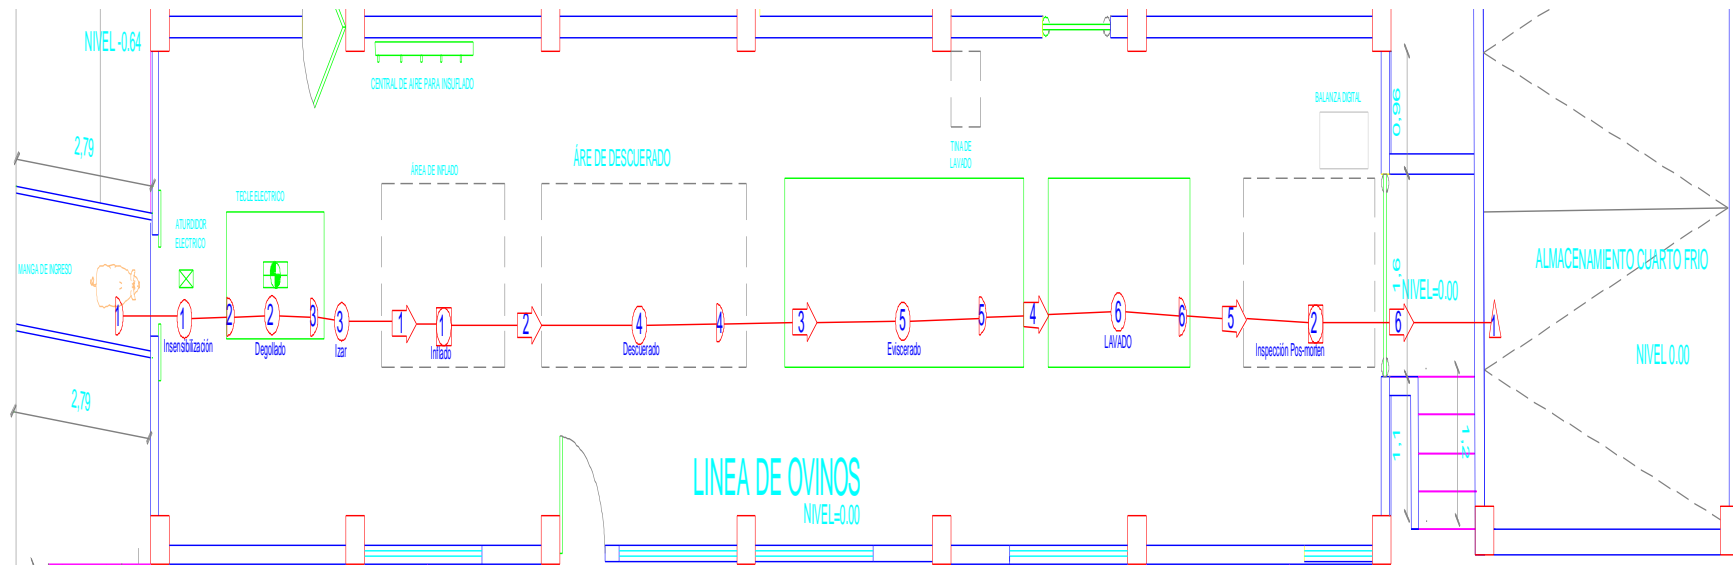 NIVEL -0.64
CENTRAL DE AIRE PARA INSUFLADO
BALANZA DIGITAL
0,96
2,79
ÁRE DE DESCUERADO
TINA DE
LAVADO
ÁREA DE INFLADO
TECLE ELECTRICO
ATURDIDOR
ELECTRICO
MANGA DE INGRESO
ALMACENAMIENTO CUARTO FRIO
1,6
NIVEL=0.00
1 1 2 2 3 3 1 1 2 4 4 3 5 5 4 6 6 5 2 6 1
Insensibilización
Degollado
Izar
Inflado
Descuerado
Eviscerado
LAVADO
Inspección Pos-morten
NIVEL 0.00
2,79
1,1
1,2
LINEA DE OVINOS
NIVEL=0.00